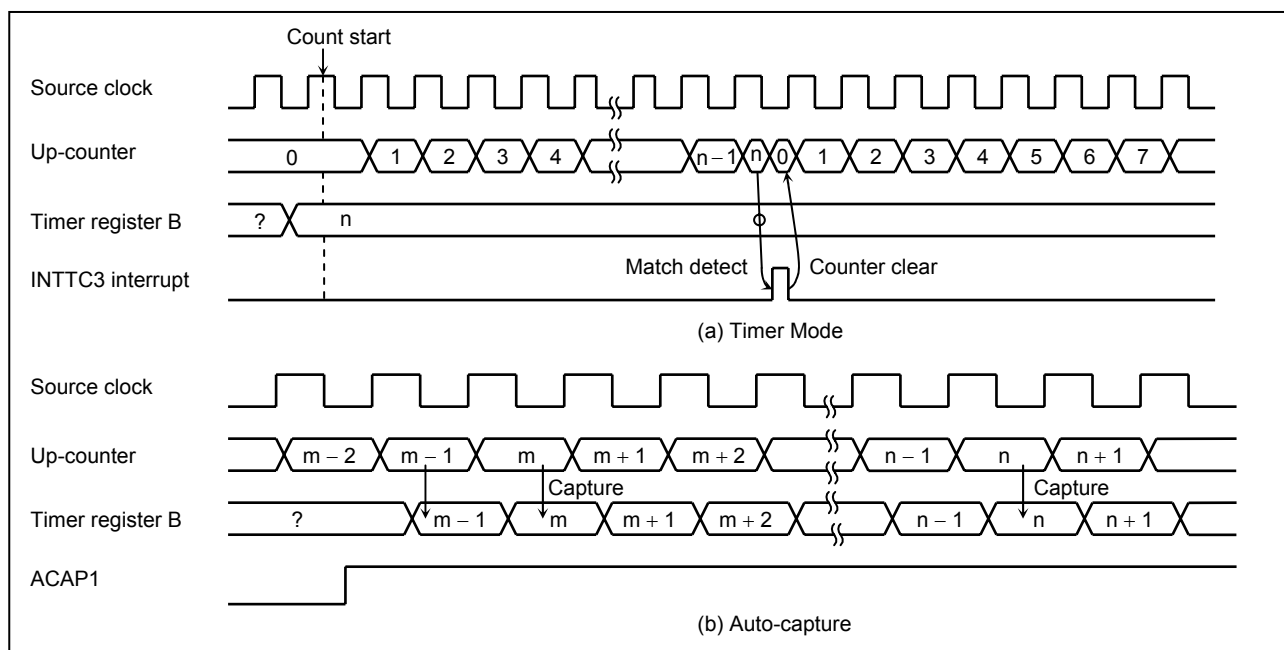 Count start
Source clock
Up-counter 0 1 2 3 4 n – 1 n 0 1 2 3 4 5 6 7
Timer register B ? n
INTTC3 interrupt Match detect Counter clear
(a) Timer Mode
Source clock
Up-counter m – 2 m – 1 m m + 1 m + 2 n – 1 n n + 1
Capture Capture
Timer register B ? m – 1 m m + 1 m + 2 n – 1 n n + 1
ACAP1
(b) Auto-capture